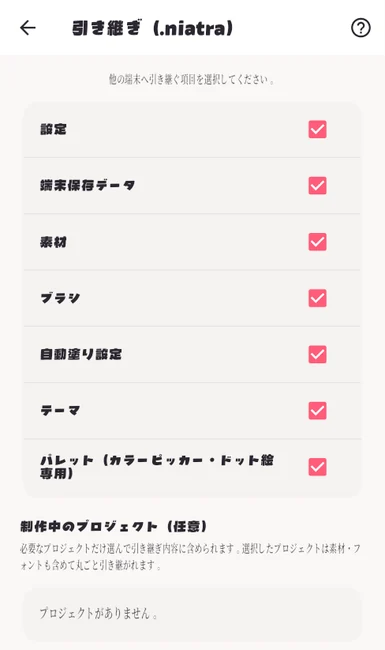 引き継ぎ（.niatra）
他の端末へ引き継ぐ項目を選択してください。
設定
端末保存データ
素材
ブラシ
自動塗り設定
テーマ
パレット（カラーピッカー・ドット絵
専用）
制作中のプロジェクト（任意）
必要なプロジェクトだけ選んで引き継ぎ内容に含められます。選択したプロジェクトは素材・フ
ォントも含めて丸ごと引き継がれます。
プロジェクトがありません。